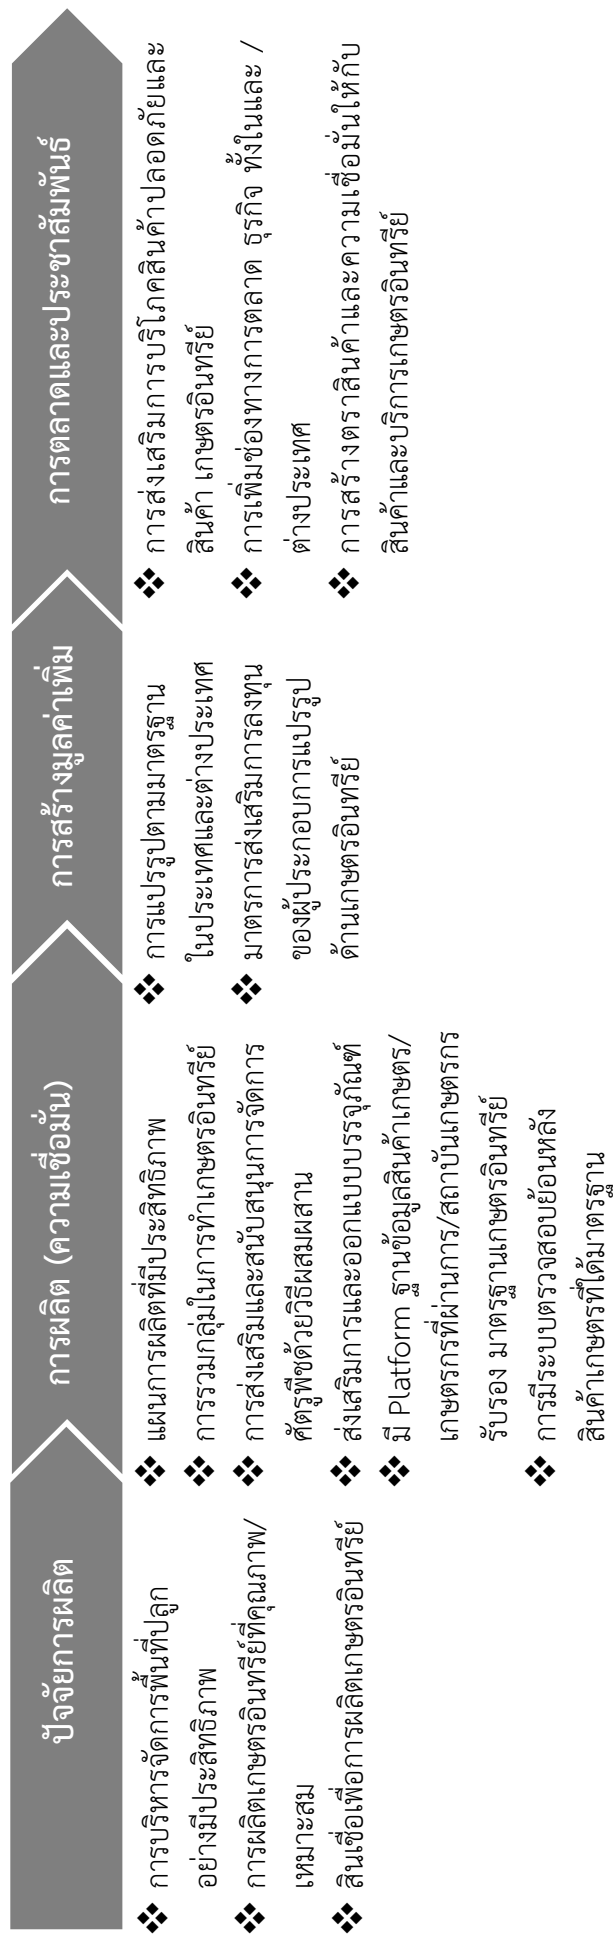 ปัจจัยการผลิต
❖ การบริหารจัดการพื้นที่ปลูก
อย่างมีประสิทธิภาพ
❖ การผลิตเกษตรอินทรีย์ที่คุณภาพ/
เหมาะสม
❖ สินเชื่อเพื่อการผลิตเกษตรอินทรีย์
การผลิต (ความเชื่อมั่น)
❖ แผนการผลิตที่มีประสิทธิภาพ
❖ การรวมกลุ่มในการทำเกษตรอินทรีย์
❖ การส่งเสริมและสนับสนุนการจัดการ
ศัตรูพืชด้วยวิธีผสมผสาน
❖ ส่งเสริมการและออกแบบบรรจุภัณฑ์
❖ มี Platform ฐานข้อมูลสินค้าเกษตร/
เกษตรกรที่ผ่านการ/สถาบันเกษตรกร
รับรอง มาตรฐานเกษตรอินทรีย์
❖ การมีระบบตรวจสอบย้อนหลัง
สินค้าเกษตรที่ได้มาตรฐาน
การสร้างมูลค่าเพิ่ม
❖ การแปรรูปตามมาตรฐาน
ในประเทศและต่างประเทศ
❖ มาตรการส่งเสริมการลงทุน
ของผู้ประกอบการแปรรูป
ด้านเกษตรอินทรีย์
การตลาดและประชาสัมพันธ์
❖ การส่งเสริมการบริโภคสินค้าปลอดภัยและ
สินค้า เกษตรอินทรีย์
❖ การเพิ่มช่องทางการตลาด ธุรกิจ ทั้งในและ /
ต่างประเทศ
❖ การสร้างตราสินค้าและความเชื่อมั่นให้กับ
สินค้าและบริการเกษตรอินทรีย์